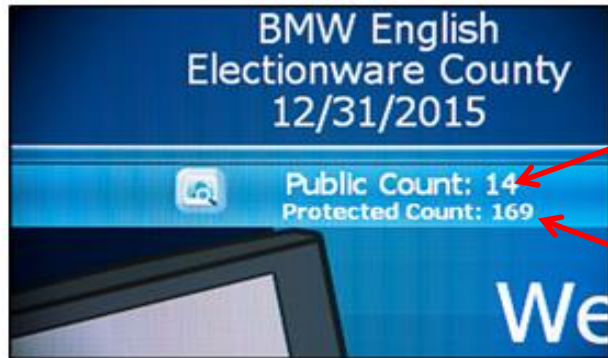 BMW English
Electionware County
12/31/2015
Public Count: 14
Protected Count: 169
We